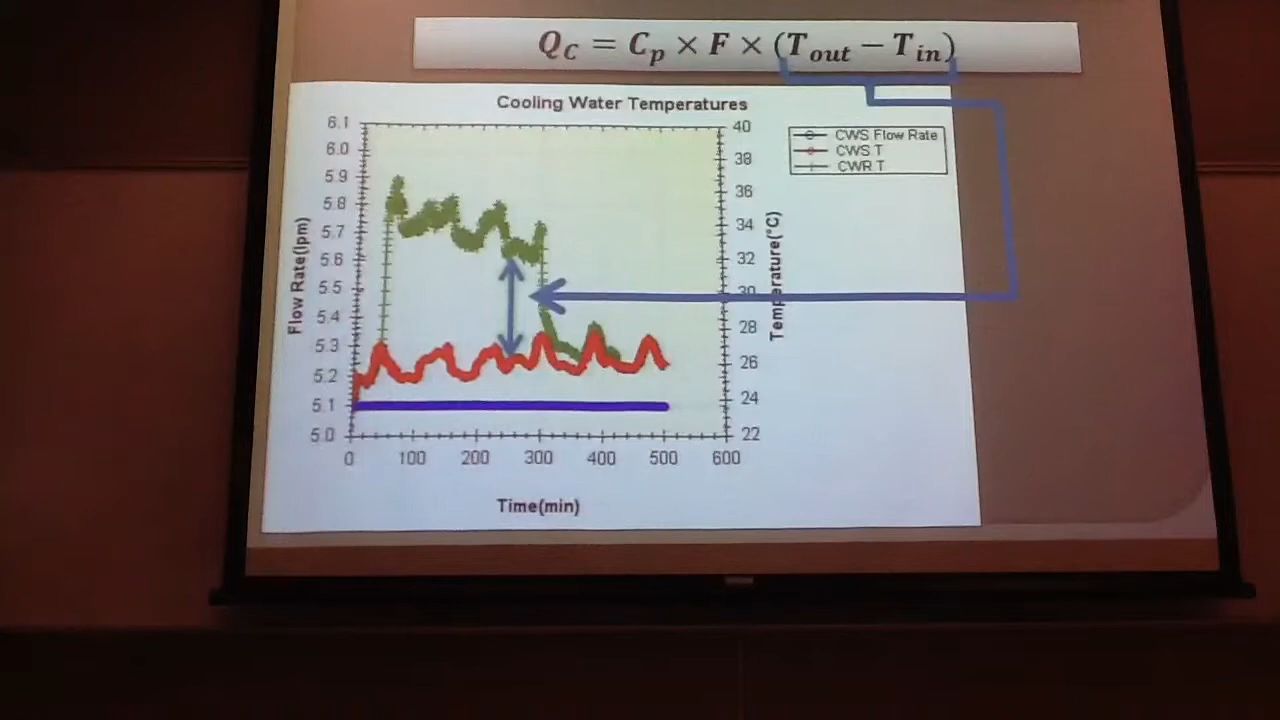 Q_C = C_p × F × (T_out − T_in)
Cooling Water Temperatures
6.1
6.0
5.9
5.8
5.7
5.6
5.5
5.4
5.3
5.2
5.1
5.0
Flow Rate(lpm)
40
38
36
34
32
30
28
26
24
22
Temperature(°C)
CWS Flow Rate
CWS T
CWR T
0 100 200 300 400 500 600
Time(min)